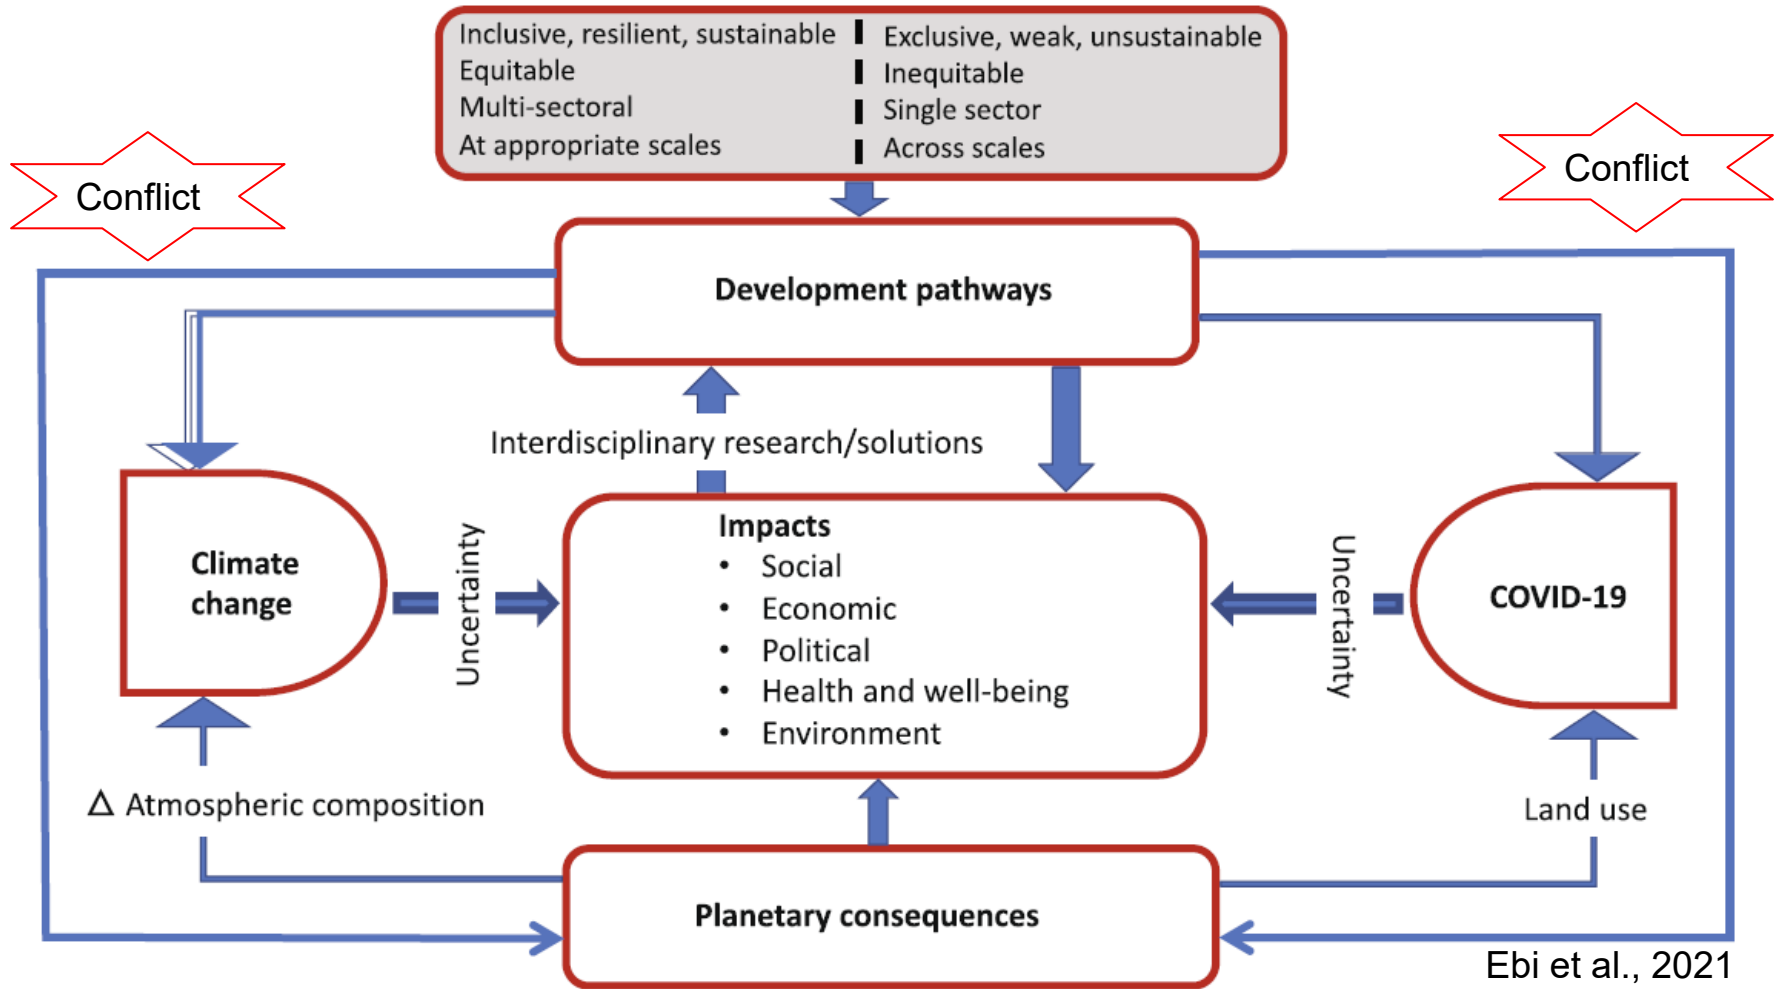 Inclusive, resilient, sustainable
Equitable
Multi-sectoral
At appropriate scales
Exclusive, weak, unsustainable
Inequitable
Single sector
Across scales
Conflict
Conflict
Development pathways
Interdisciplinary research/solutions
Climate
change
Uncertainty
Impacts
• Social
• Economic
• Political
• Health and well-being
• Environment
Uncertainty
COVID-19
Δ Atmospheric composition
Land use
Planetary consequences
Ebi et al., 2021